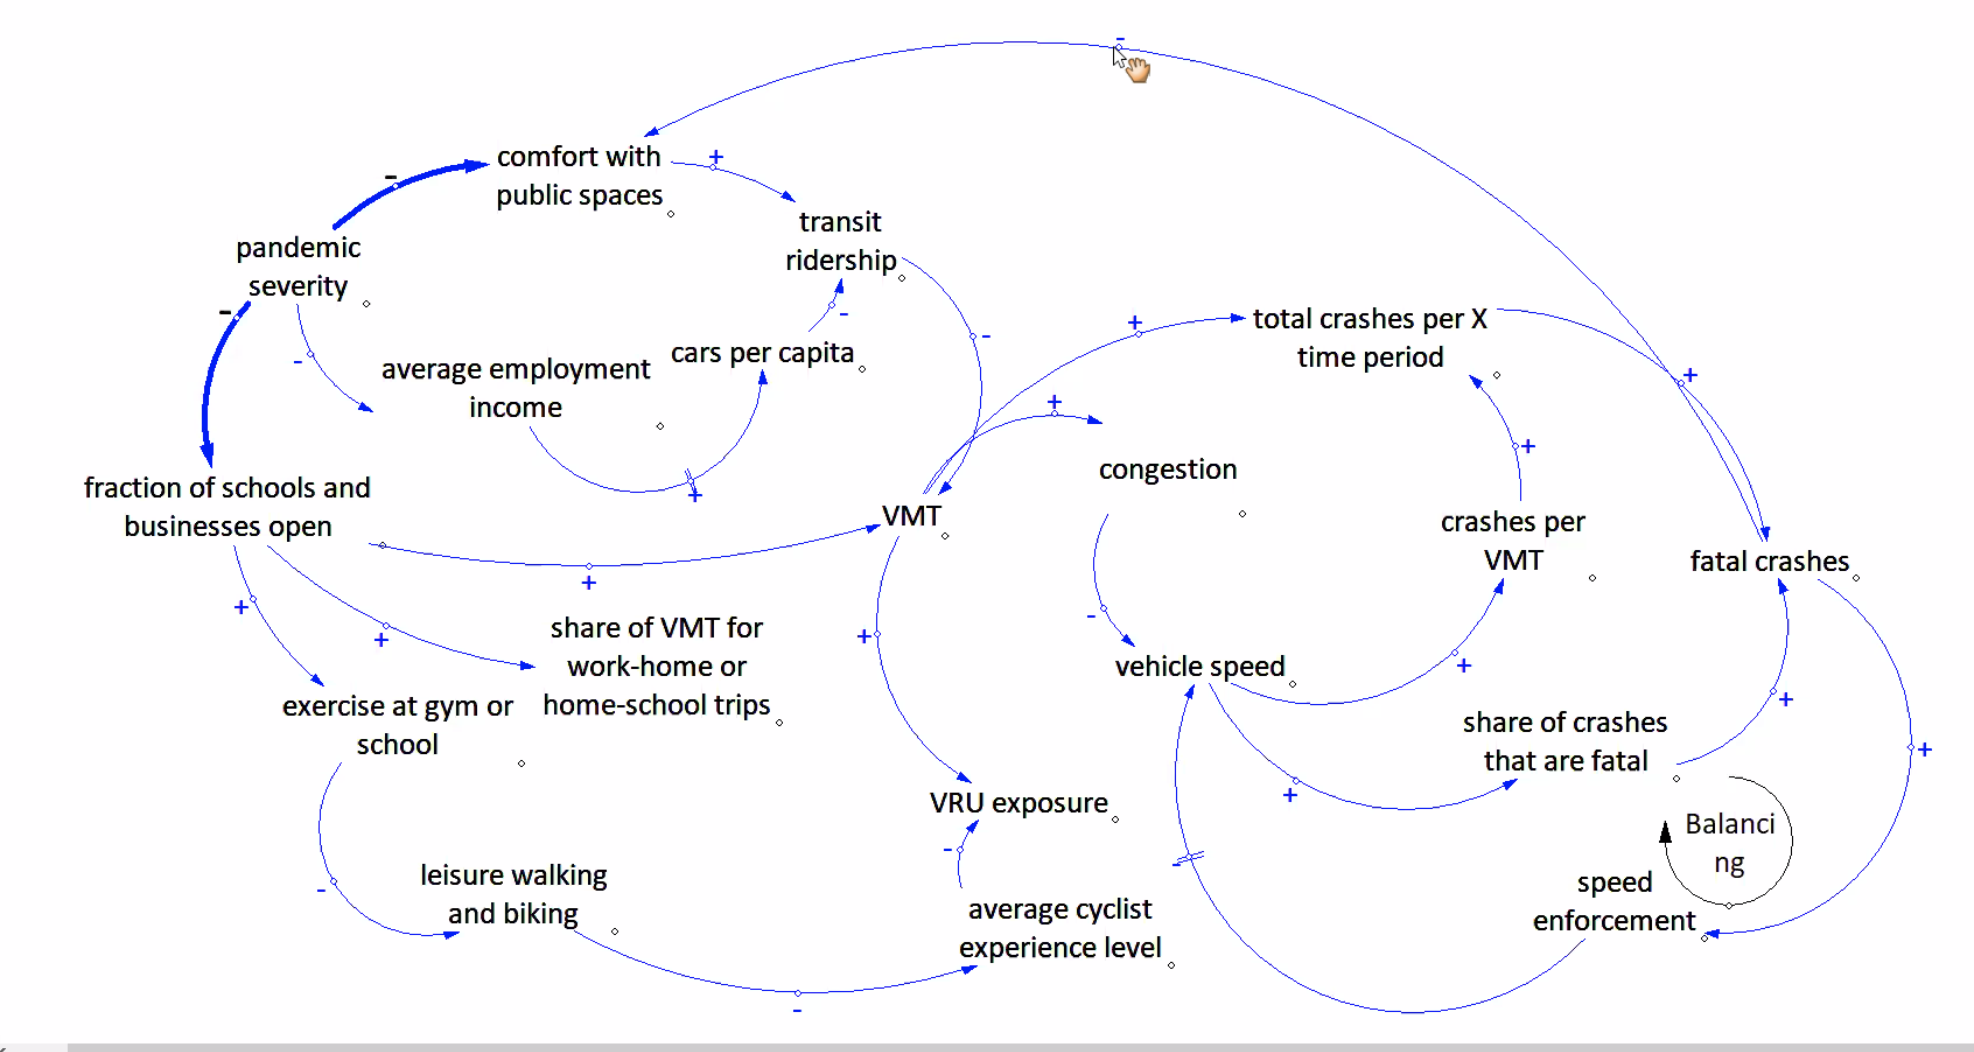 -
comfort with
public spaces
+
-
transit
ridership
pandemic
severity
-
-
-
average employment
income
cars per capita
-
-
+
total crashes per X
time period
+
+
+
+
congestion
fraction of schools and
businesses open
VMT
crashes per
VMT
fatal crashes
+
+
+
share of VMT for
work-home or
home-school trips
+
-
vehicle speed
+
+
exercise at gym or
school
share of crashes
that are fatal
+
+
VRU exposure
-
Balanci
ng
-
-
leisure walking
and biking
average cyclist
experience level
speed
enforcement
-